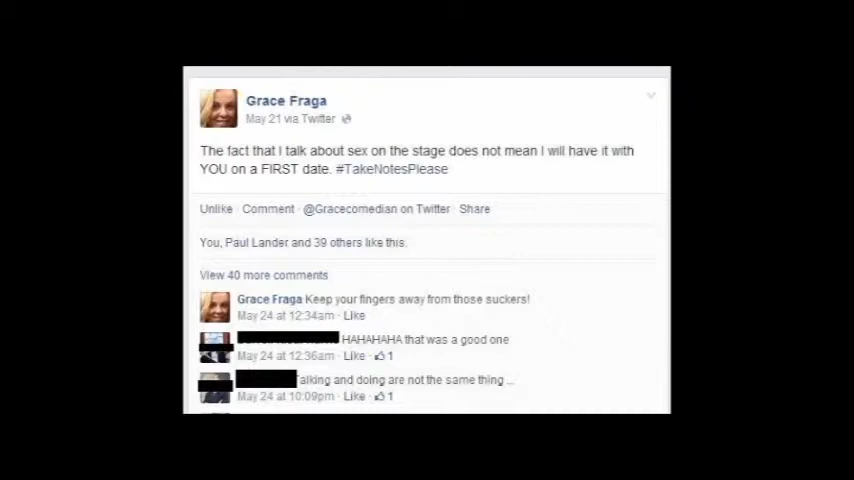 Grace Fraga
May 21 via Twitter
The fact that I talk about sex on the stage does not mean I will have it with
YOU on a FIRST date. #TakeNotesPlease
Unlike · Comment · @Gracecomedian on Twitter · Share
You, Paul Lander and 39 others like this.
View 40 more comments
Grace Fraga Keep your fingers away from those suckers!
May 24 at 12:34am · Like
HAHAHAHA that was a good one
May 24 at 12:36am · Like · 1
Talking and doing are not the same thing ...
May 24 at 10:09pm · Like · 1